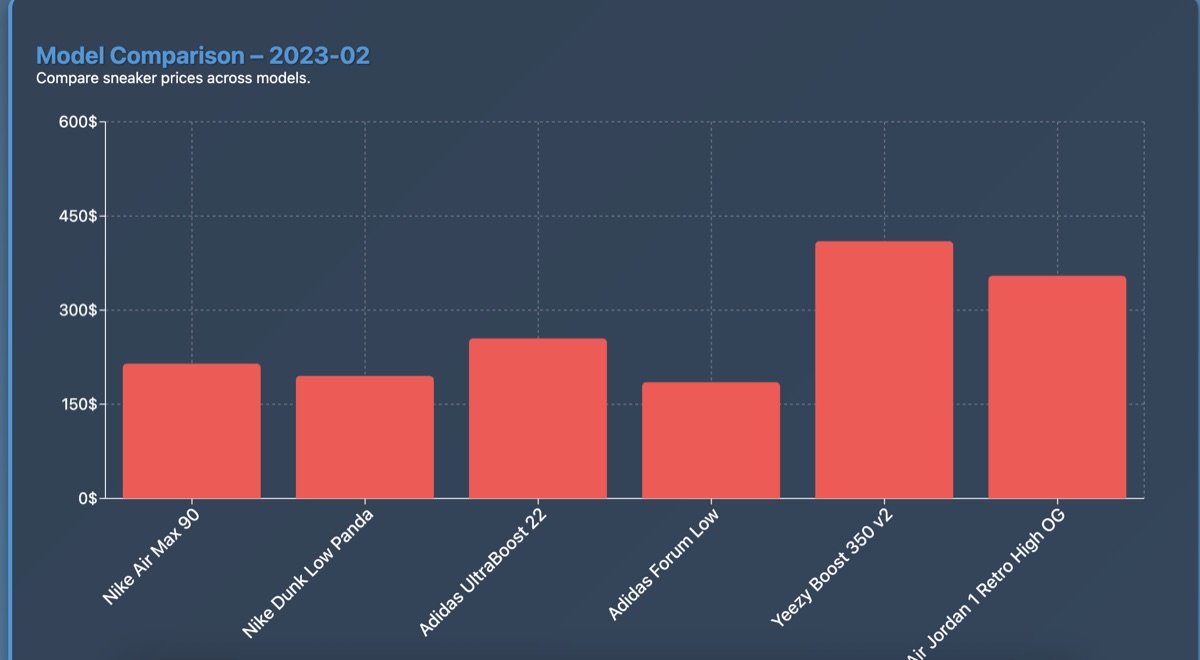 Model Comparison – 2023-02
Compare sneaker prices across models.
600$
450$
300$
150$
0$
Nike Air Max 90
Nike Dunk Low Panda
Adidas UltraBoost 22
Adidas Forum Low
Yeezy Boost 350 v2
Air Jordan 1 Retro High OG